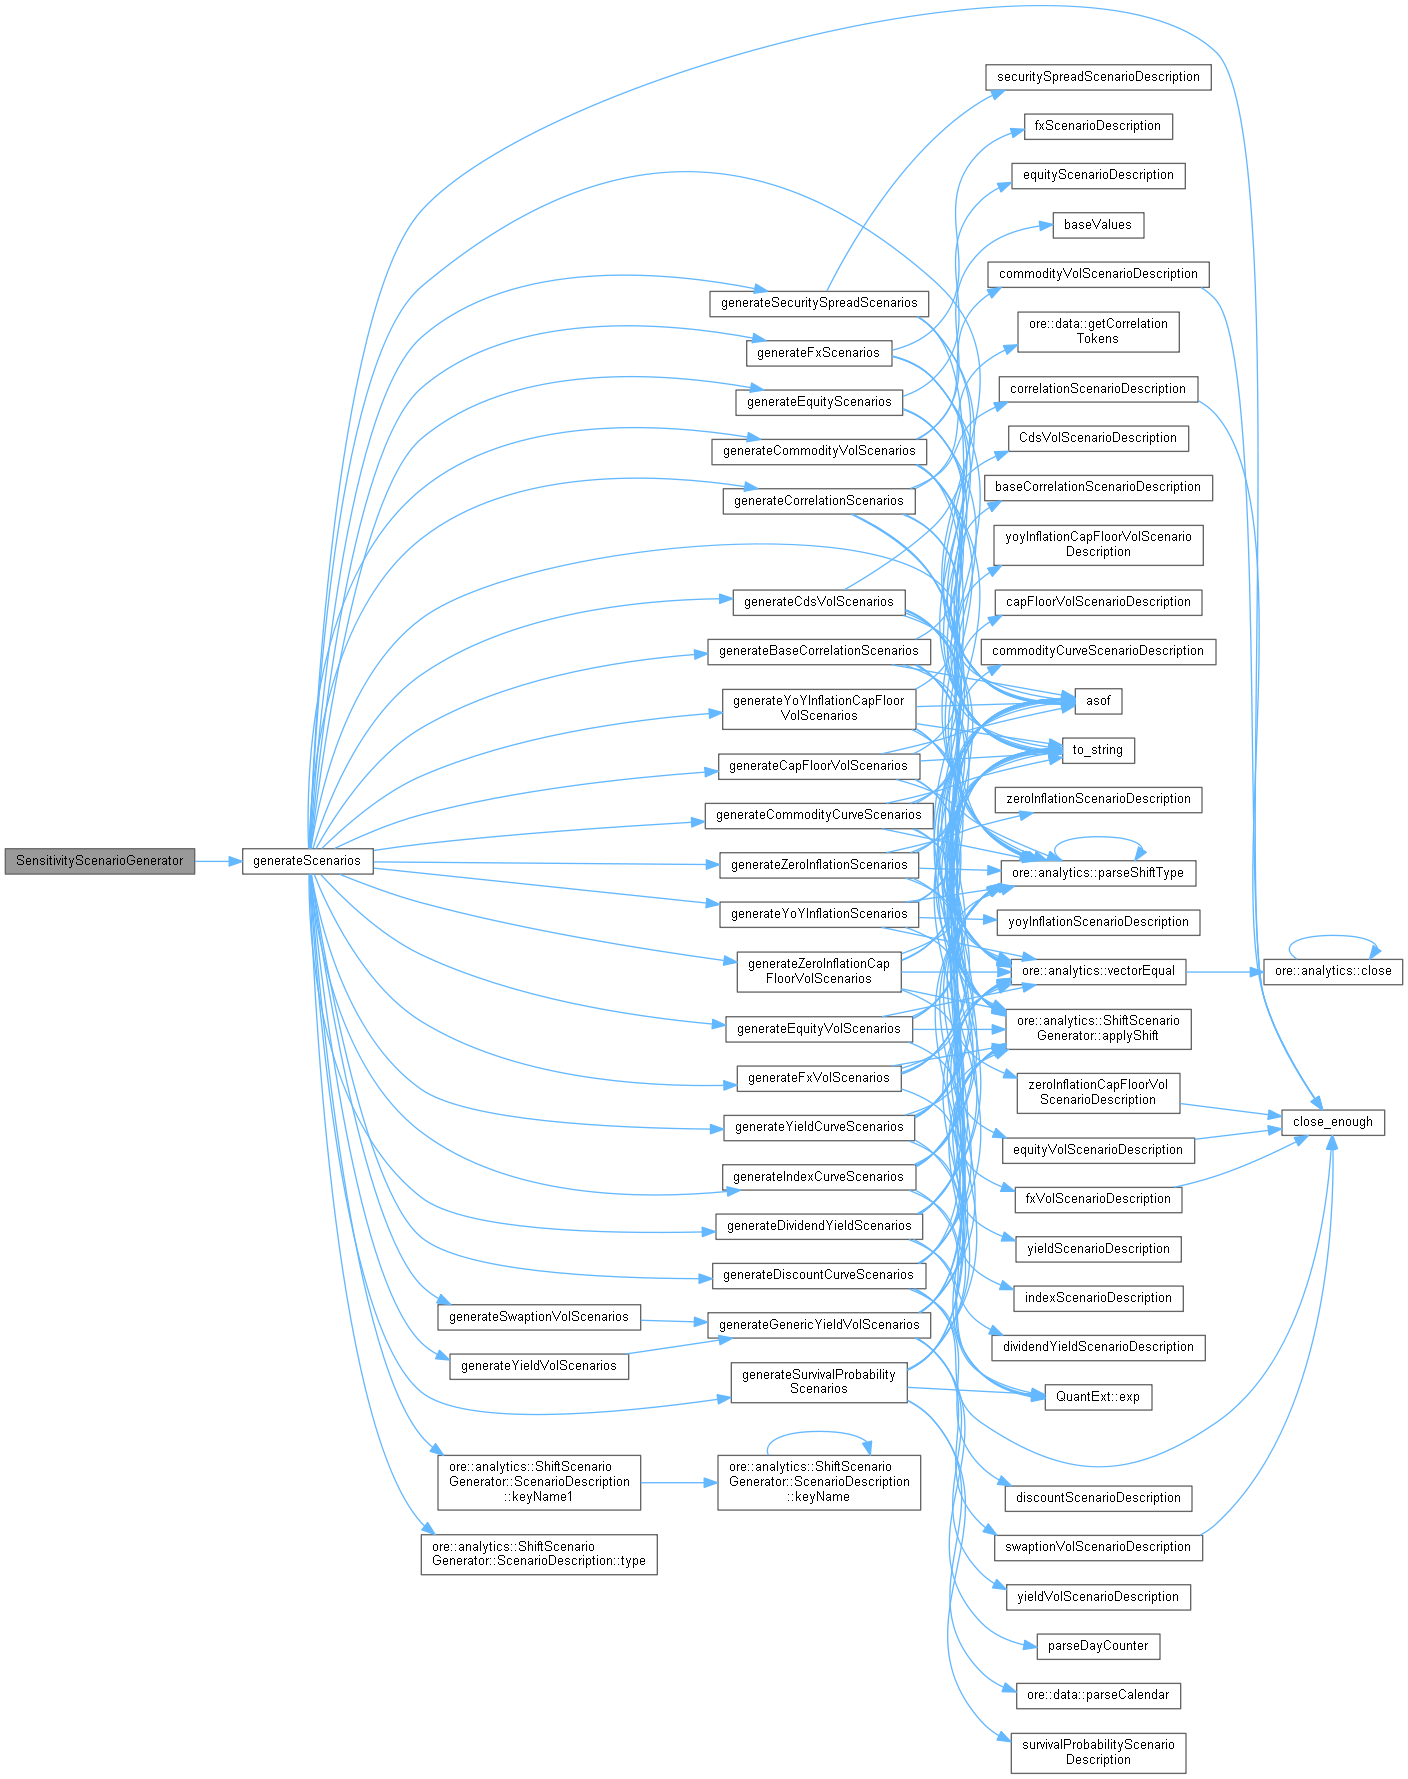 SensitivityScenarioGenerator
generateScenarios
generateSecuritySpreadScenarios
generateFxScenarios
generateEquityScenarios
generateCommodityVolScenarios
generateCorrelationScenarios
generateCdsVolScenarios
generateBaseCorrelationScenarios
generateYoYInflationCapFloor
VolScenarios
generateCapFloorVolScenarios
generateCommodityCurveScenarios
generateZeroInflationScenarios
generateYoYInflationScenarios
generateZeroInflationCap
FloorVolScenarios
generateEquityVolScenarios
generateFxVolScenarios
generateYieldCurveScenarios
generateIndexCurveScenarios
generateDividendYieldScenarios
generateDiscountCurveScenarios
generateSwaptionVolScenarios
generateGenericYieldVolScenarios
generateYieldVolScenarios
generateSurvivalProbability
Scenarios
ore::analytics::ShiftScenario
Generator::ScenarioDescription
::keyName1
ore::analytics::ShiftScenario
Generator::ScenarioDescription
::keyName
ore::analytics::ShiftScenario
Generator::ScenarioDescription::type
securitySpreadScenarioDescription
fxScenarioDescription
equityScenarioDescription
baseValues
commodityVolScenarioDescription
ore::data::getCorrelation
Tokens
correlationScenarioDescription
CdsVolScenarioDescription
baseCorrelationScenarioDescription
yoyInflationCapFloorVolScenario
Description
capFloorVolScenarioDescription
commodityCurveScenarioDescription
asof
to_string
zeroInflationScenarioDescription
ore::analytics::parseShiftType
yoyInflationScenarioDescription
ore::analytics::vectorEqual
ore::analytics::close
ore::analytics::ShiftScenario
Generator::applyShift
zeroInflationCapFloorVol
ScenarioDescription
close_enough
equityVolScenarioDescription
fxVolScenarioDescription
yieldScenarioDescription
indexScenarioDescription
dividendYieldScenarioDescription
QuantExt::exp
discountScenarioDescription
swaptionVolScenarioDescription
yieldVolScenarioDescription
parseDayCounter
ore::data::parseCalendar
survivalProbabilityScenario
Description